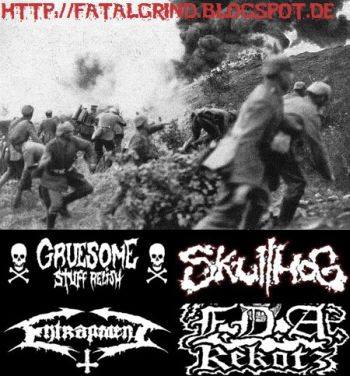 HTTP://FATALGRIND.BLOGSPOT.DE
GRUESOME
STUFF RELISH
SKULLHOG
ENTRAPMENT
F.D.A
REKOTZ